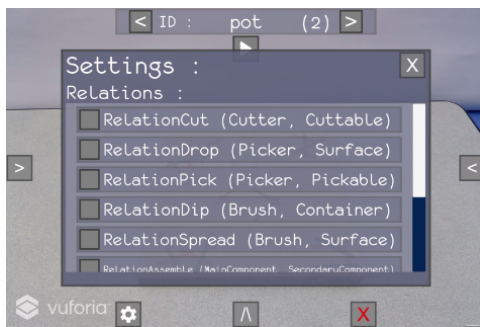 < ID : pot (2) >
Settings : X
Relations :
RelationCut (Cutter, Cuttable)
RelationDrop (Picker, Surface)
RelationPick (Picker, Pickable)
> <
RelationDip (Brush, Container)
RelationSpread (Brush, Surface)
RelationAssemble (MainComponent, SecondaryComponent)
vuforia /\ X